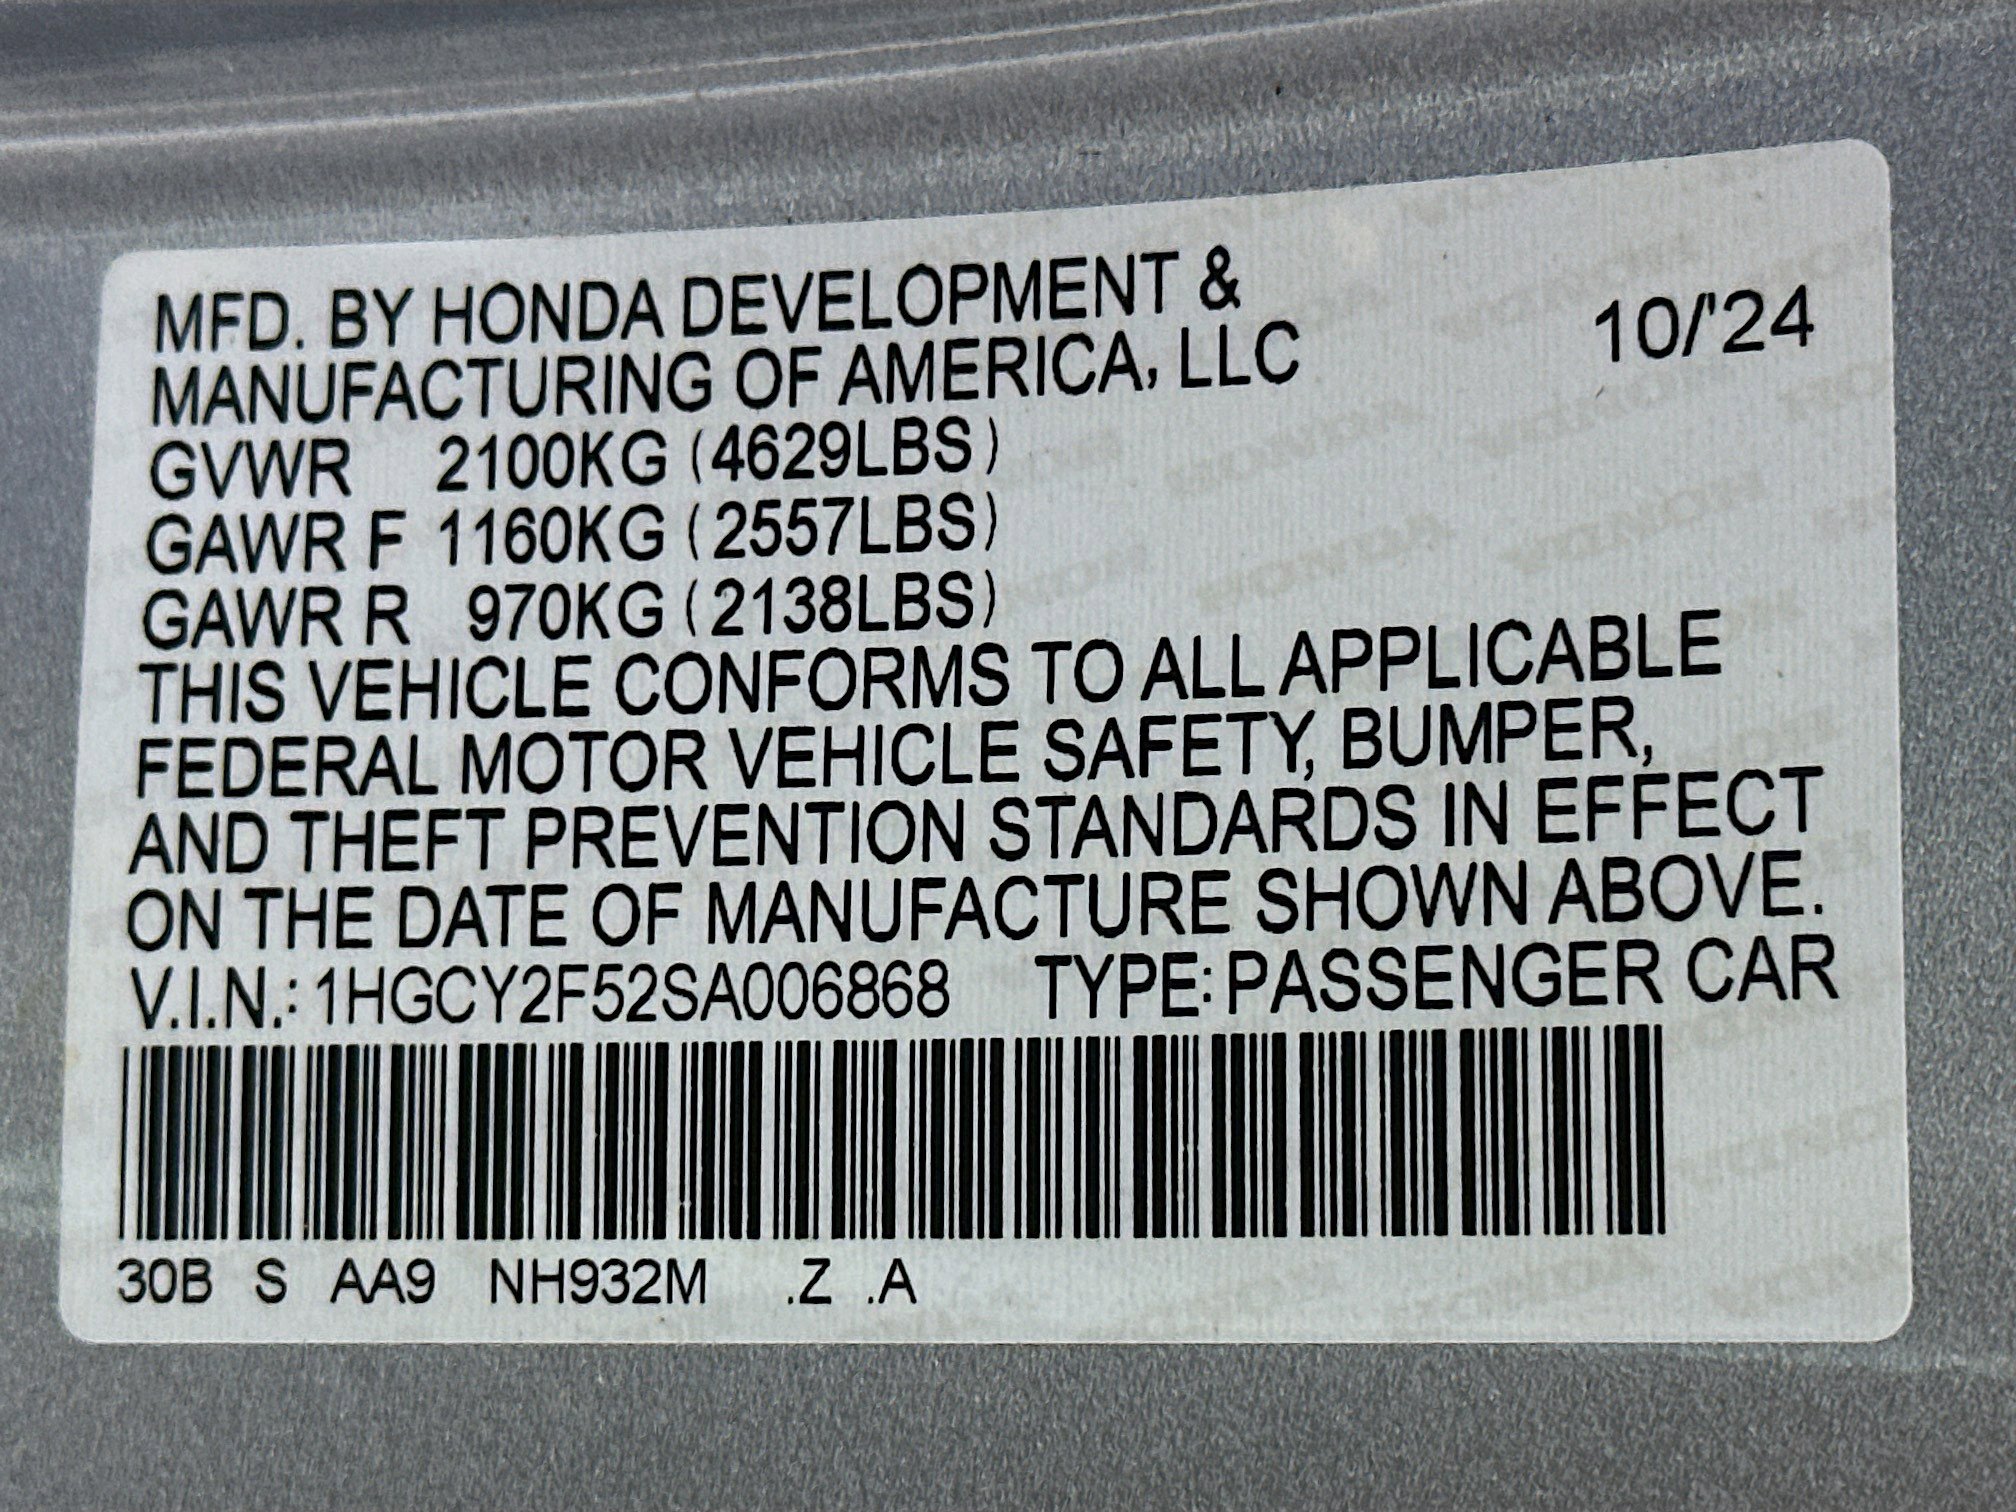 MFD. BY HONDA DEVELOPMENT &
MANUFACTURING OF AMERICA, LLC
10/'24
GVWR 2100KG (4629LBS)
GAWR F 1160KG (2557LBS)
GAWR R 970KG (2138LBS)
THIS VEHICLE CONFORMS TO ALL APPLICABLE
FEDERAL MOTOR VEHICLE SAFETY, BUMPER,
AND THEFT PREVENTION STANDARDS IN EFFECT
ON THE DATE OF MANUFACTURE SHOWN ABOVE.
V.I.N.: 1HGCY2F52SA006868 TYPE: PASSENGER CAR
30B S AA9 NH932M .Z .A